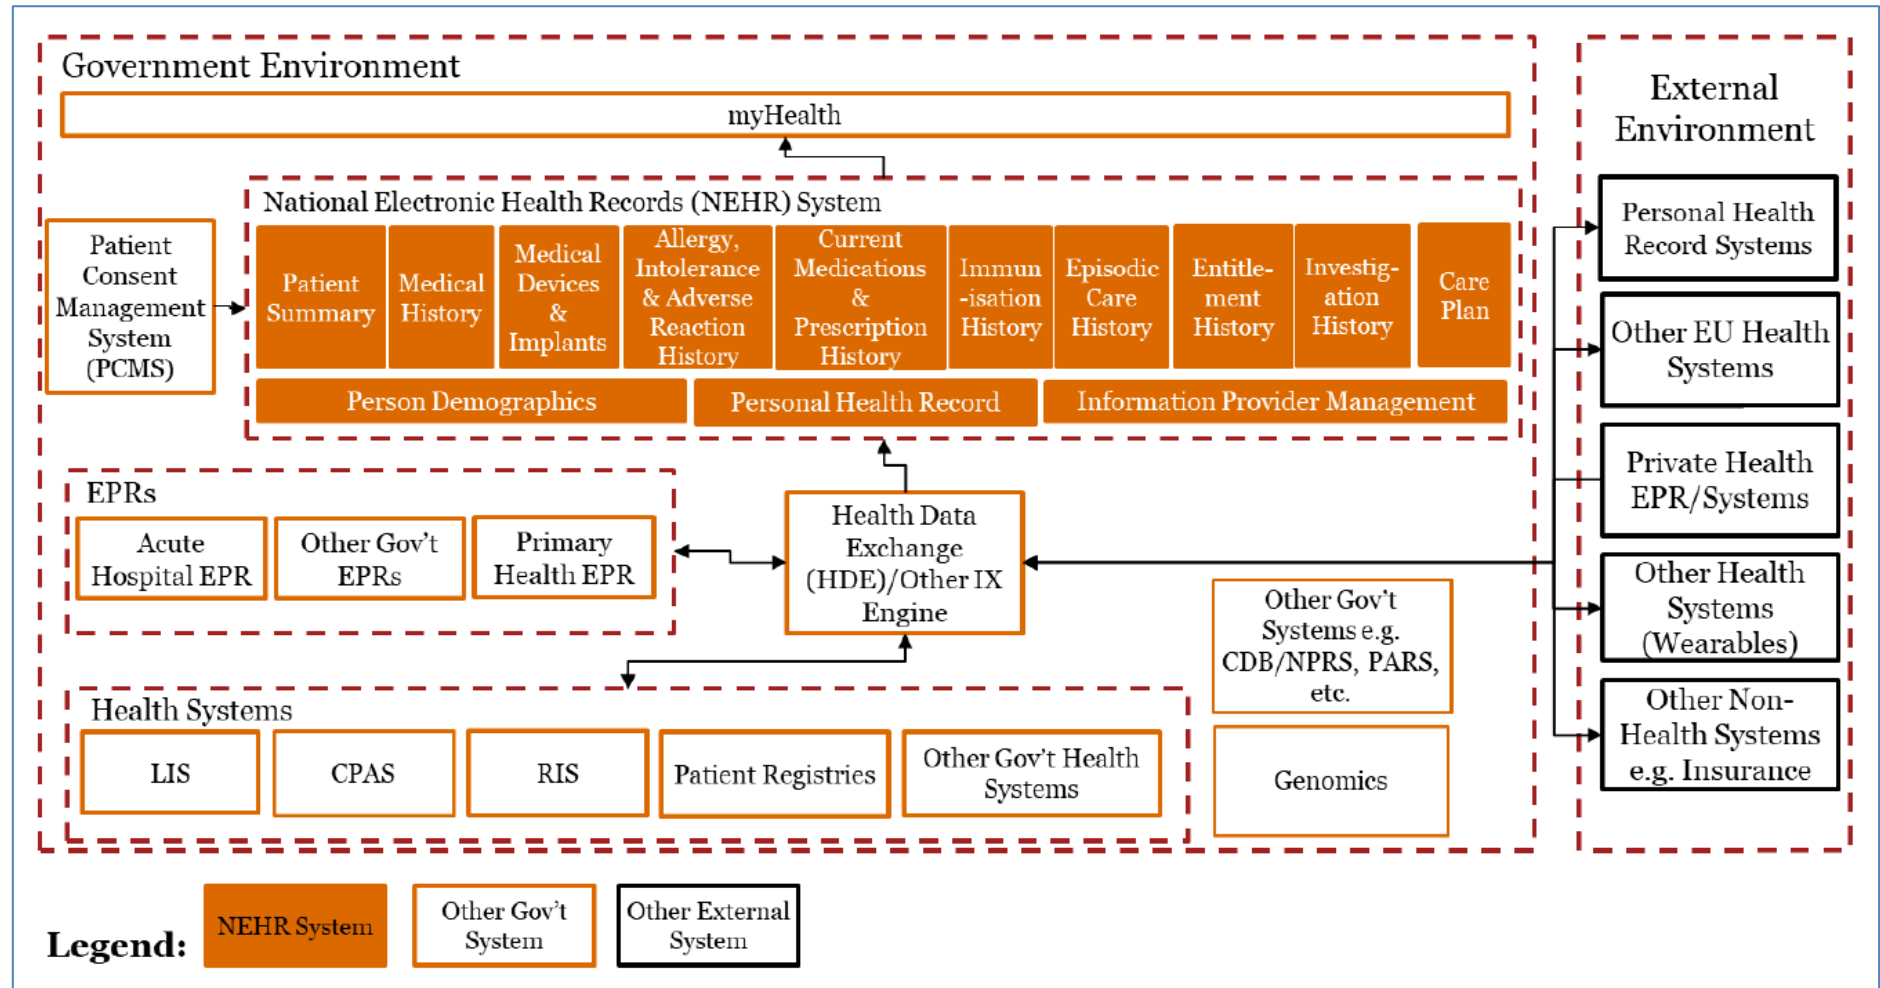 Government Environment
myHealth
National Electronic Health Records (NEHR) System
Patient
Consent
Management
System
(PCMS)
Patient
Summary
Medical
History
Medical
Devices
&
Implants
Allergy,
Intolerance
& Adverse
Reaction
History
Current
Medications
&
Prescription
History
Immun
-isation
History
Episodic
Care
History
Entitle-
ment
History
Investig-
ation
History
Care
Plan
Person Demographics
Personal Health Record
Information Provider Management
EPRs
Acute
Hospital EPR
Other Gov't
EPRs
Primary
Health EPR
Health Data
Exchange
(HDE)/Other IX
Engine
Other Gov't
Systems e.g.
CDB/NPRS, PARS,
etc.
Health Systems
LIS
CPAS
RIS
Patient Registries
Other Gov't Health
Systems
Genomics
External
Environment
Personal Health
Record Systems
Other EU Health
Systems
Private Health
EPR/Systems
Other Health
Systems
(Wearables)
Other Non-
Health Systems
e.g. Insurance
Legend:
NEHR System
Other Gov't
System
Other External
System